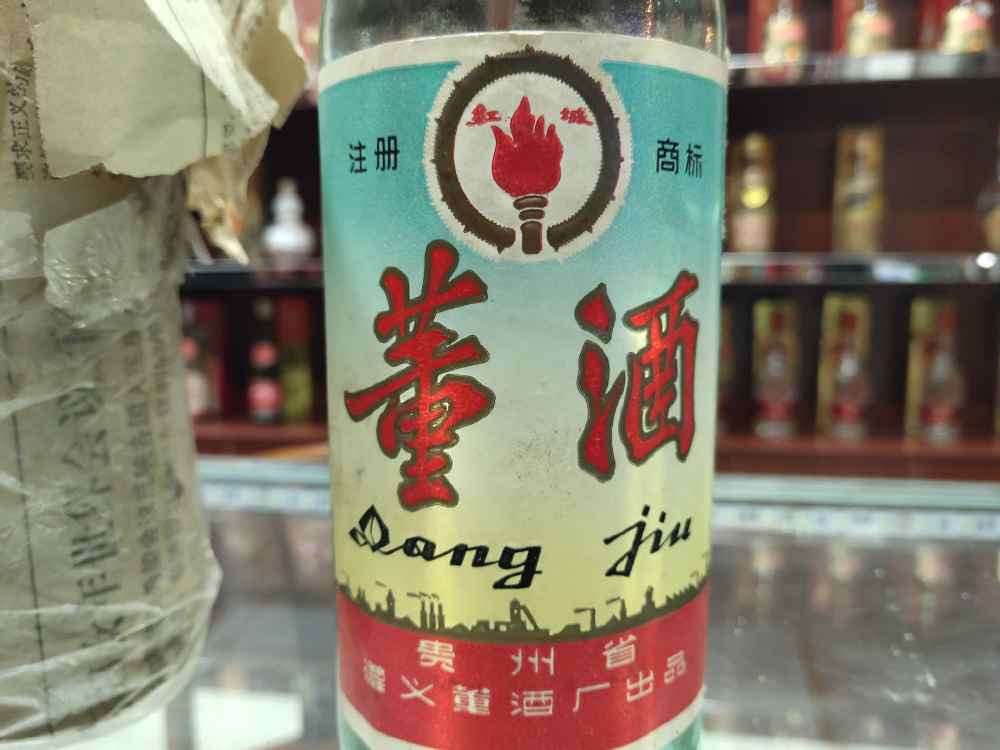 紅城
注册 商标
董酒
Dang jiu
贵州省
遵义董酒厂出品